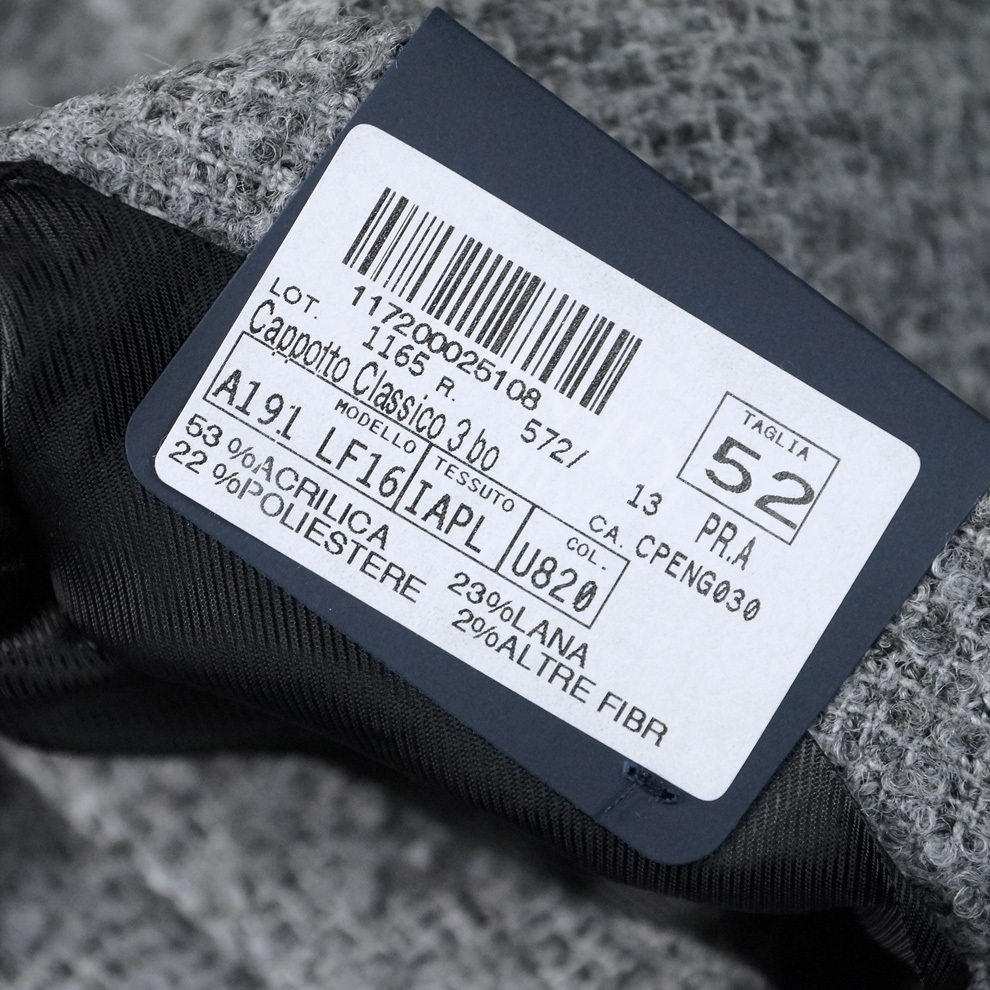 11720025108
LOT. 1165 R. 572/ 13 PR.A
Cappotto Classico 3 bo CA. CPENG030
TAGLIA
52
MODELLO TESSUTO COL.
A191 LF16 IAPL U820
53 %ACRILICA 23%LANA
22 %POLIESTERE 2%ALTRE FIBR